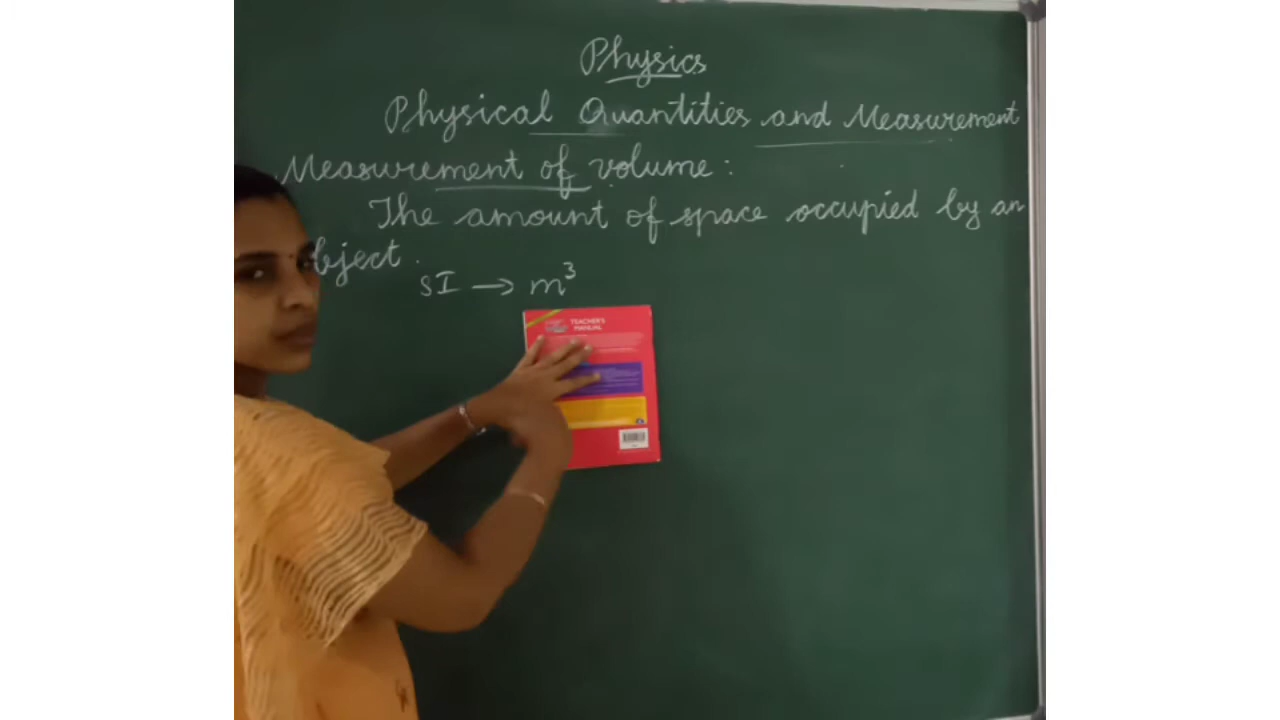 Physics
Physical Quantities and Measurement
Measurement of volume :
The amount of space occupied by an
bject .
SI → m³
TEACHER'S
MANUAL